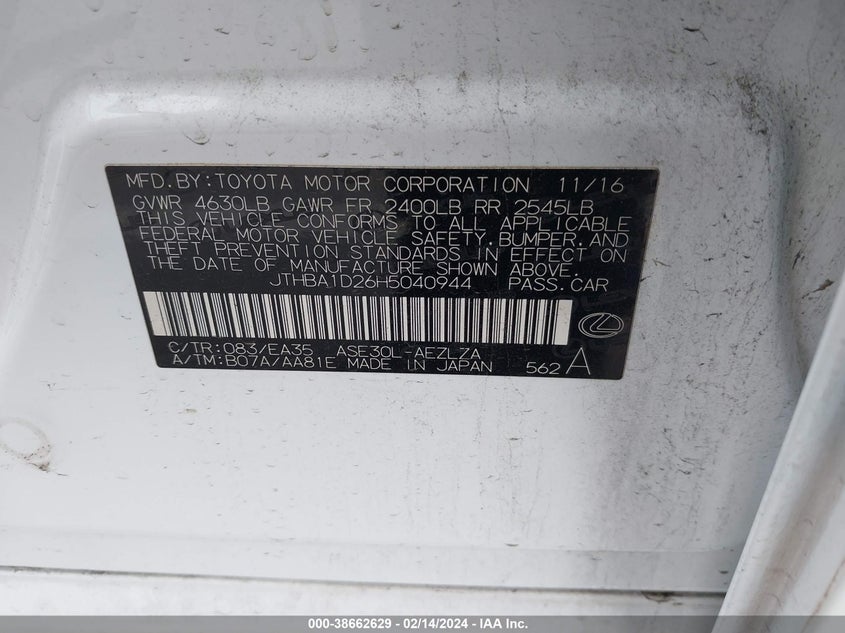 MFD.BY:TOYOTA MOTOR CORPORATION 11/16
GVWR 4630LB GAWR FR 2400LB RR 2545LB
THIS VEHICLE CONFORMS TO ALL APPLICABLE
FEDERAL MOTOR VEHICLE SAFETY,BUMPER,AND
THEFT PREVENTION STANDARDS IN EFFECT ON
THE DATE OF MANUFACTURE SHOWN ABOVE.
JTHBA1D26H5040944 PASS.CAR
C/TR:083/EA35 ASE30L-AEZLZA
A/TM:B07A/AA81E MADE IN JAPAN 562 A
000-38662629 - 02/14/2024 - IAA Inc.